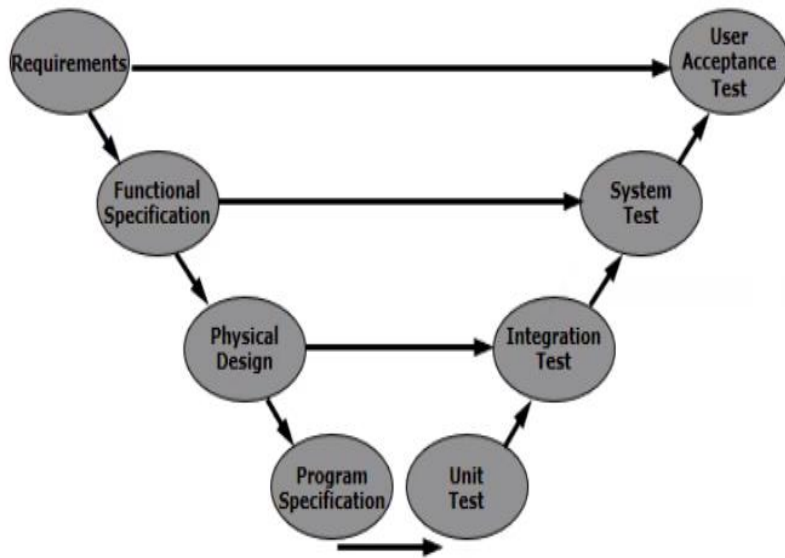 Requirements
User
Acceptance
Test
Functional
Specification
System
Test
Physical
Design
Integration
Test
Program
Specification
Unit
Test